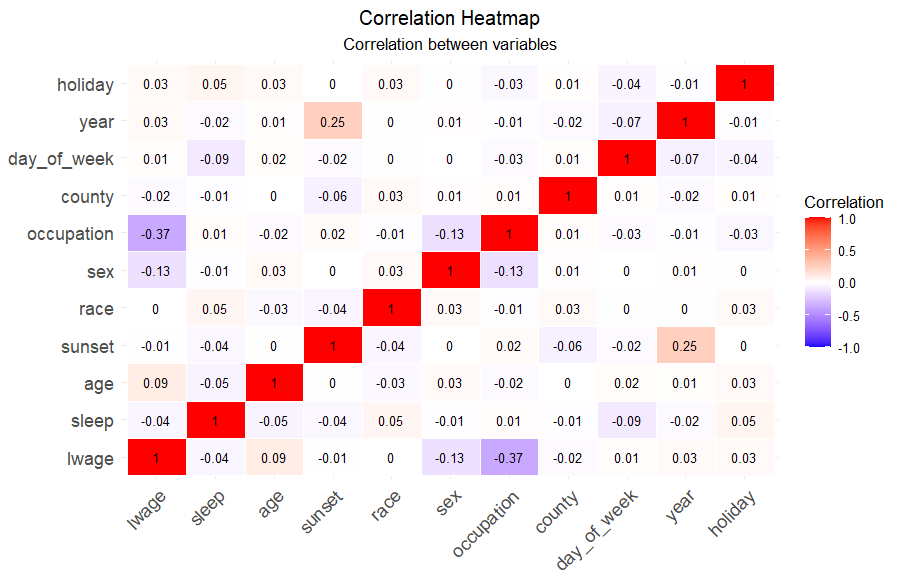 Correlation Heatmap
Correlation between variables
holiday 0.03 0.05 0.03 0 0.03 0 -0.03 0.01 -0.04 -0.01 1
year 0.03 -0.02 0.01 0.25 0 0.01 -0.01 -0.02 -0.07 1 -0.01
day_of_week 0.01 -0.09 0.02 -0.02 0 0 -0.03 0.01 1 -0.07 -0.04
county -0.02 -0.01 0 -0.06 0.03 0.01 0.01 1 0.01 -0.02 0.01
occupation -0.37 0.01 -0.02 0.02 -0.01 -0.13 1 0.01 -0.03 -0.01 -0.03
sex -0.13 -0.01 0.03 0 0.03 1 -0.13 0.01 0 0.01 0
race 0 0.05 -0.03 -0.04 1 0.03 -0.01 0.03 0 0 0.03
sunset -0.01 -0.04 0 1 -0.04 0 0.02 -0.06 -0.02 0.25 0
age 0.09 -0.05 1 0 -0.03 0.03 -0.02 0 0.02 0.01 0.03
sleep -0.04 1 -0.05 -0.04 0.05 -0.01 0.01 -0.01 -0.09 -0.02 0.05
lwage 1 -0.04 0.09 -0.01 0 -0.13 -0.37 -0.02 0.01 0.03 0.03
lwage sleep age sunset race sex occupation county day_of_week year holiday
Correlation
1.0
0.5
0.0
-0.5
-1.0